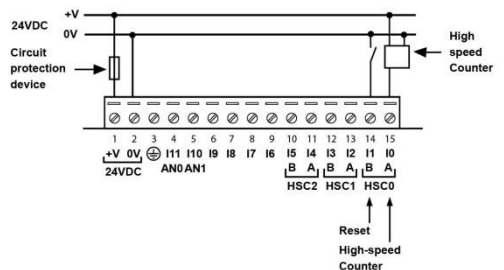 24VDC
+V
0V
Circuit
protection
device
High
speed
Counter
1 2 3 4 5 6 7 8 9 10 11 12 13 14 15
+V 0V I11 I10 I9 I8 I7 I6 I5 I4 I3 I2 I1 I0
24VDC AN0 AN1 B A B A B A
HSC2 HSC1 HSC0
Reset
High-speed
Counter